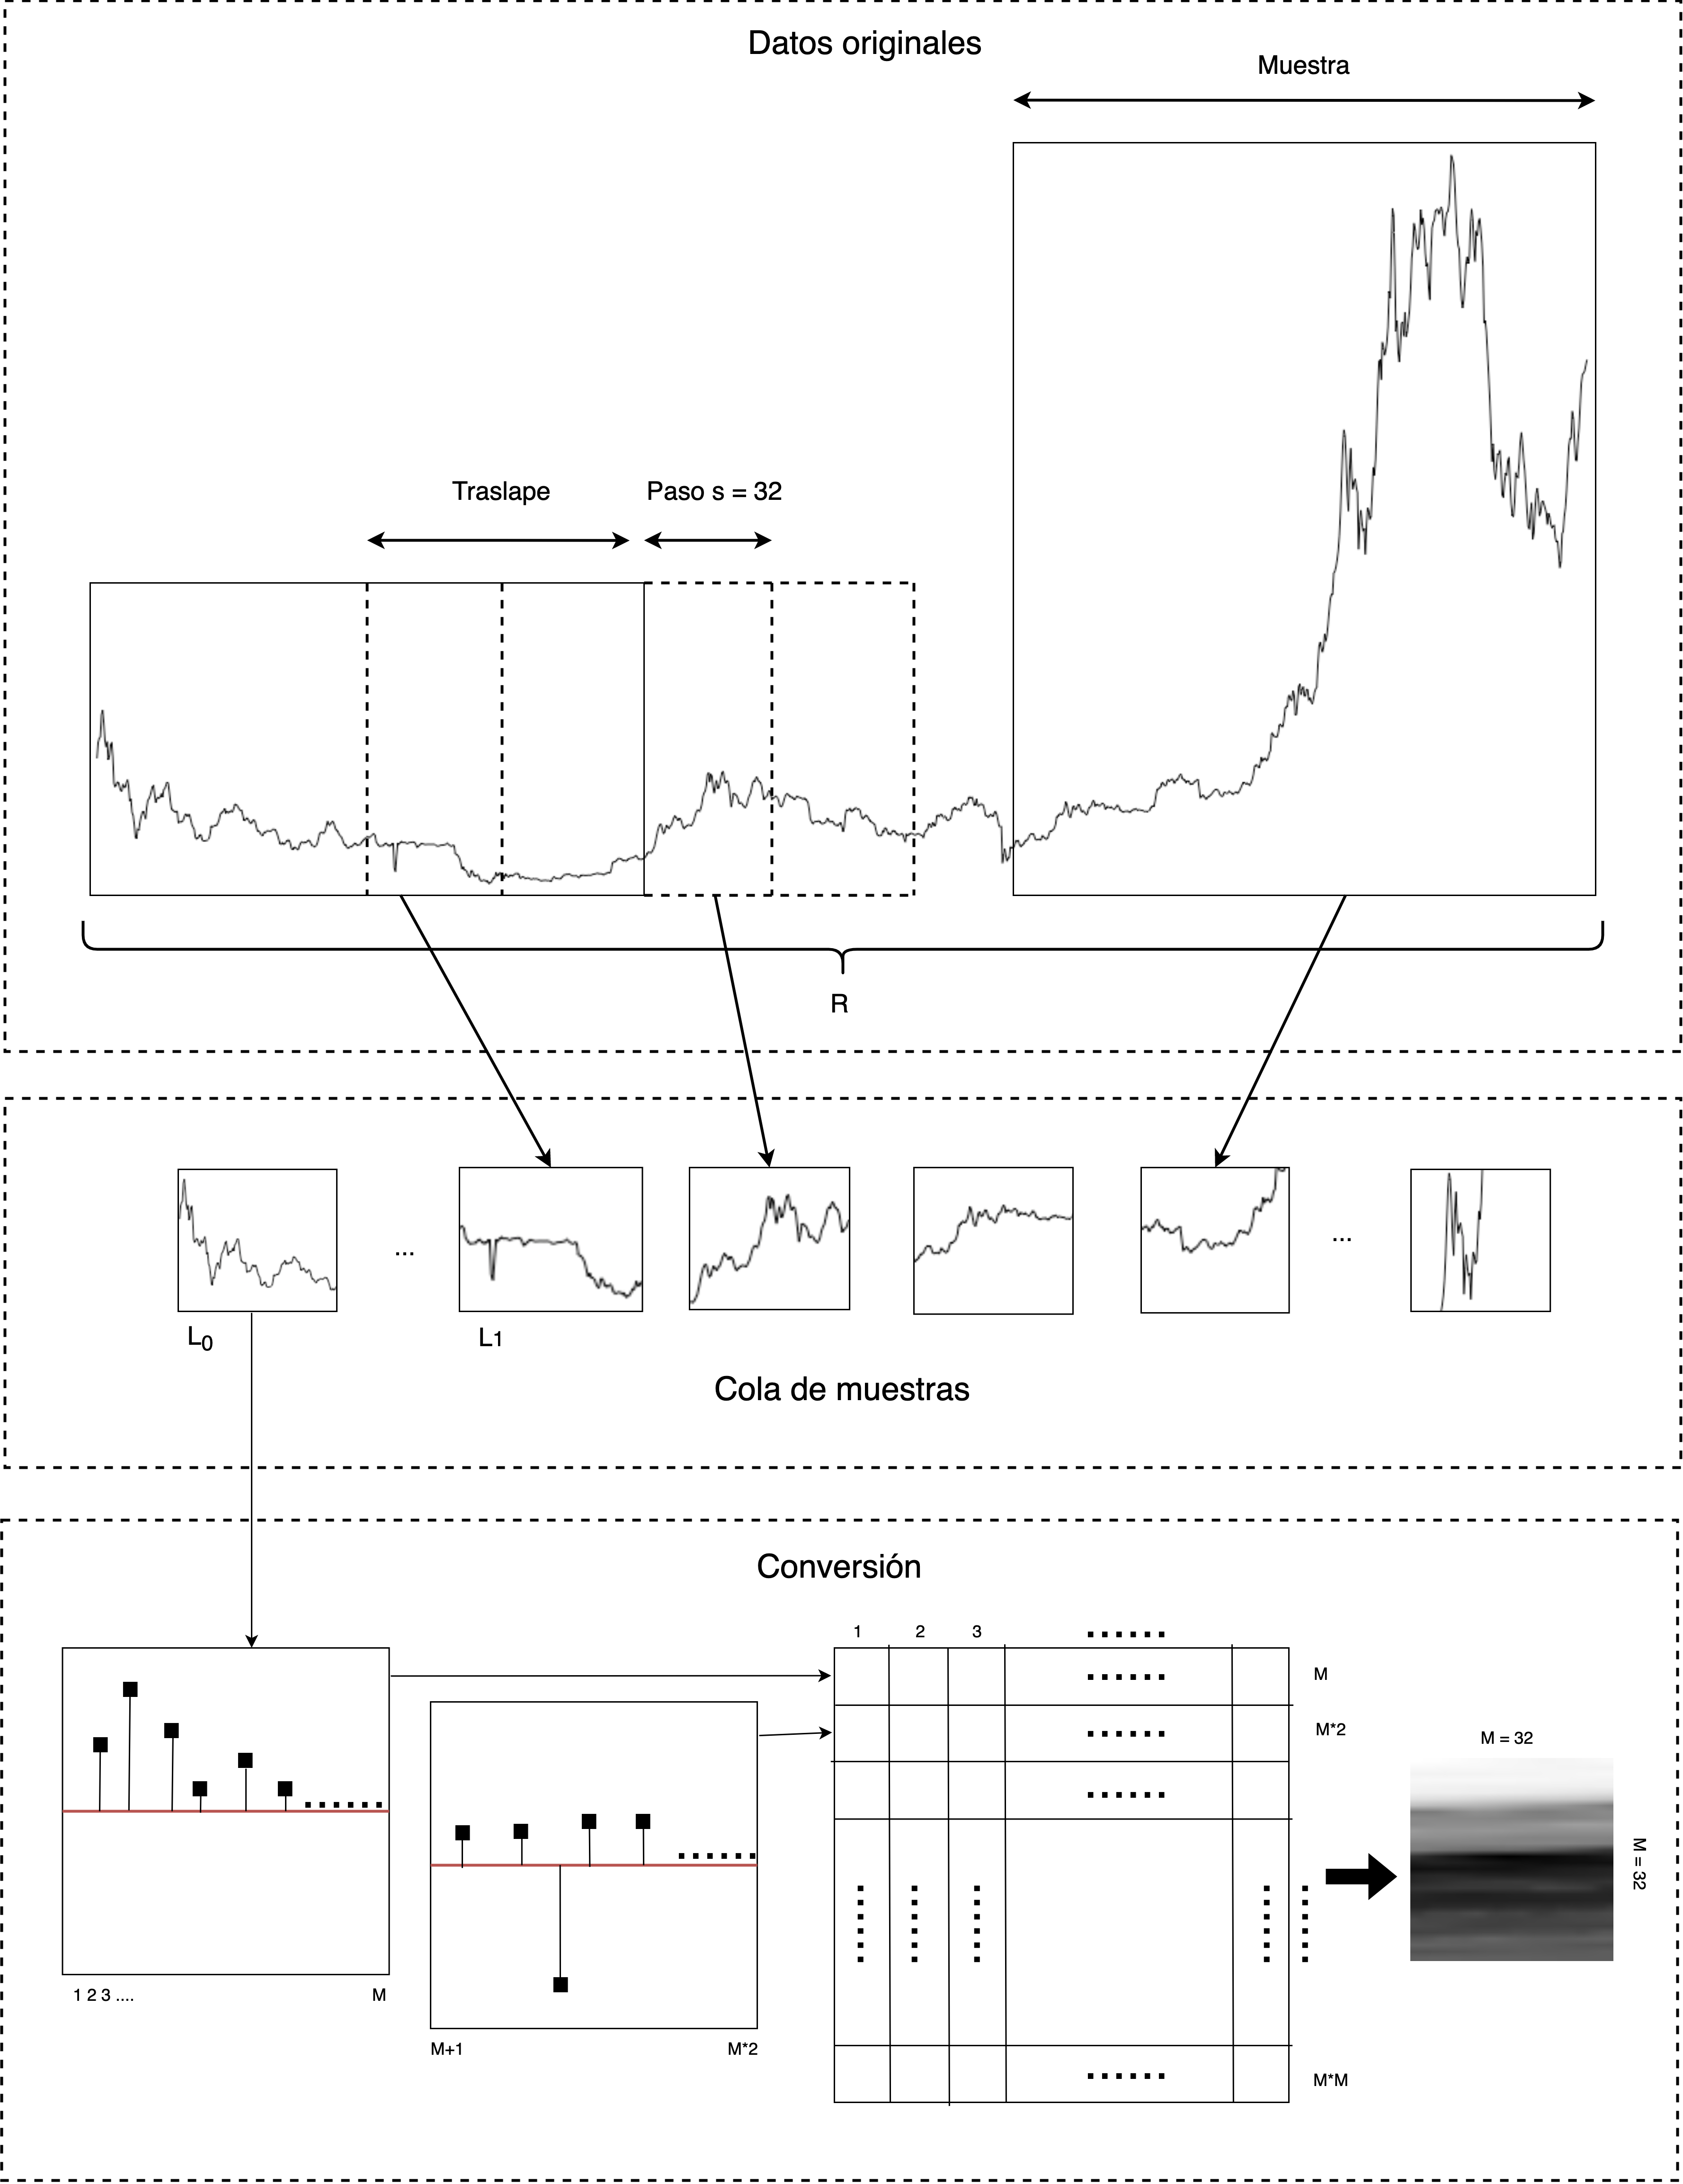 Datos originales
Muestra
Traslape
Paso s = 32
R
...
...
L0
L1
Cola de muestras
Conversión
1 2 3
M
M*2
M = 32
M = 32
1 2 3 ....
M
M+1
M*2
M*M